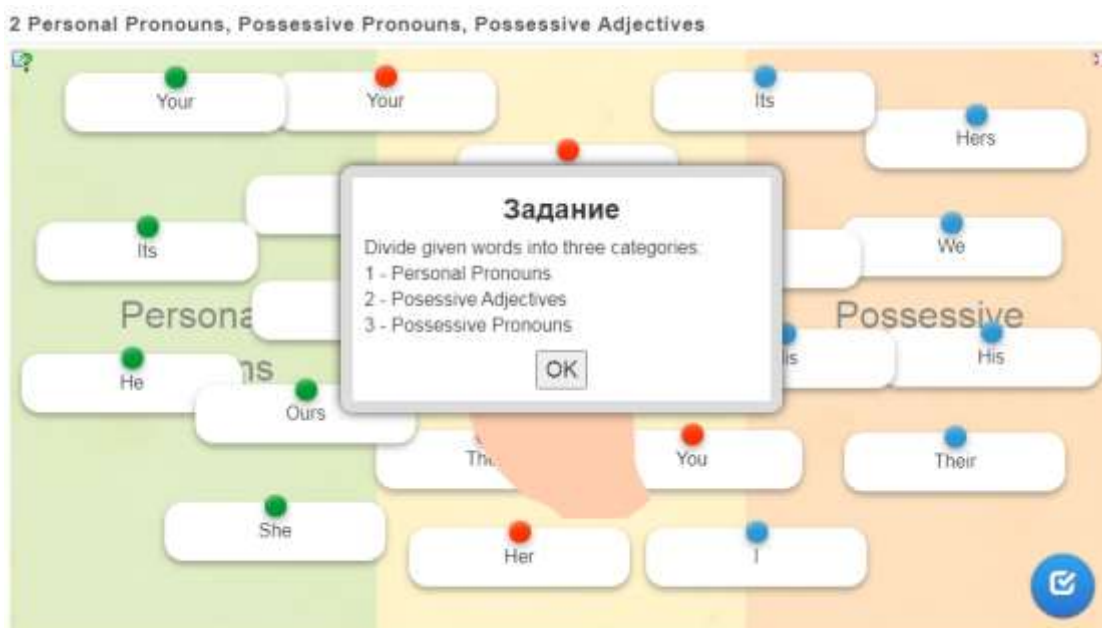 2 Personal Pronouns, Possessive Pronouns, Possessive Adjectives
Your
Your
Its
Hers
Its
We
Задание
Divide given words into three categories:
1 - Personal Pronouns
2 - Posessive Adjectives
3 - Possessive Pronouns
OK
Possessive
His
He
Ours
You
Their
She
Her
I